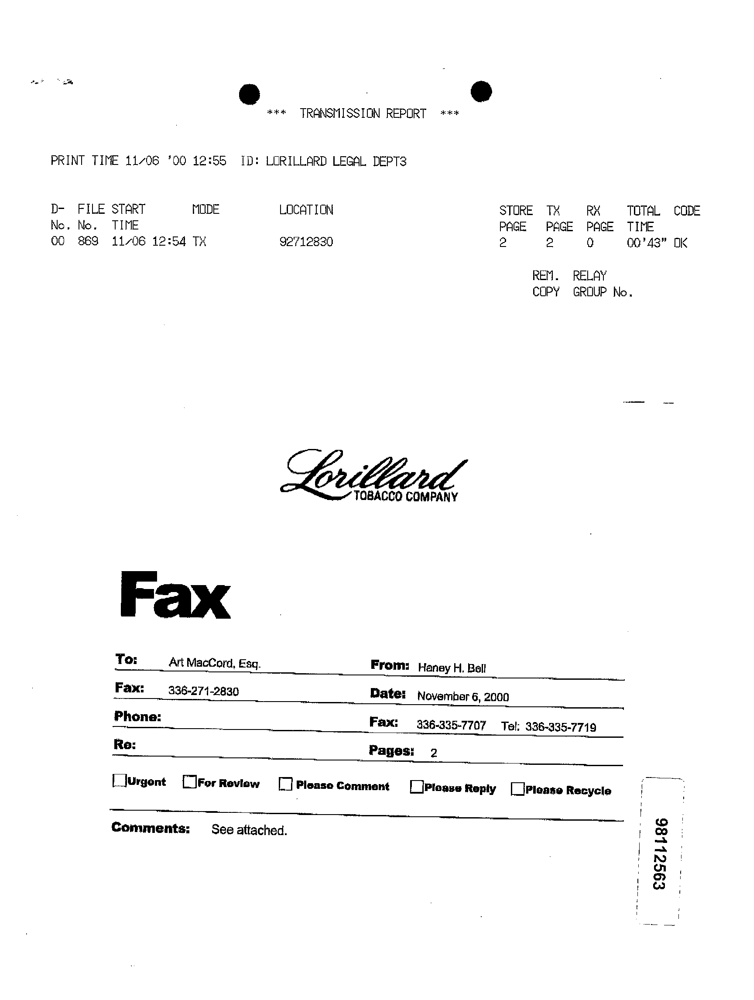 *** TRANSMISSION REPORT ***
PRINT TIME 11/06 '00 12:55 ID: LORILLARD LEGAL DEPT3
D- FILE START MODE LOCATION STORE TX RX TOTAL CODE
No. No. TIME PAGE PAGE PAGE TIME
00 869 11/06 12:54 TX 92712830 2 2 0 00'43" OK
REM. RELAY
COPY GROUP No.
Lorillard
TOBACCO COMPANY
Fax
To: Art MacCord, Esq. From: Haney H. Bell
Fax: 336-271-2830 Date: November 6, 2000
Phone: Fax: 336-335-7707 Tel: 336-335-7719
Re: Pages: 2
Urgent For Review Please Comment Please Reply Please Recycle
Comments: See attached.
98112563